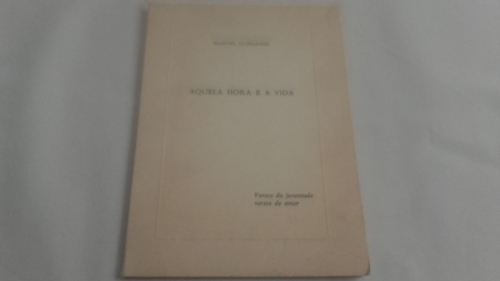 AQUELA HORA E A VIDA
Versos da juventude
versos de amor